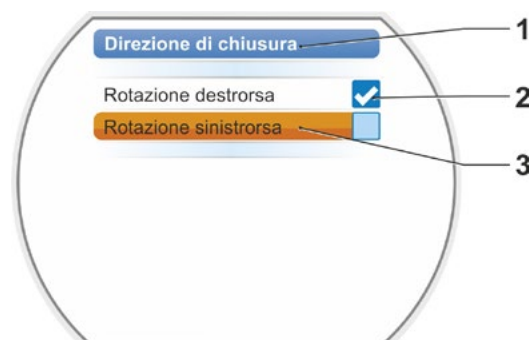 Direzione di chiusura
1
Rotazione destrorsa
2
Rotazione sinistrorsa
3